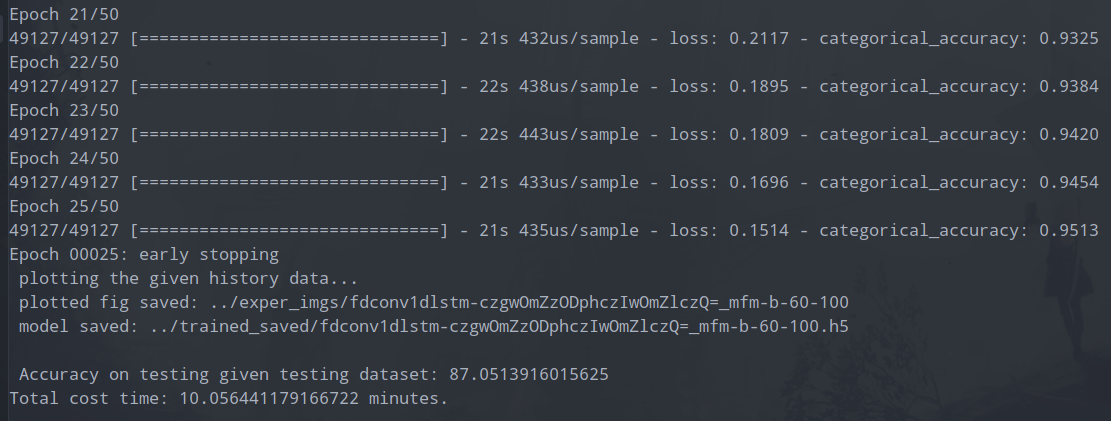 Epoch 21/50
49127/49127 [==============================] - 21s 432us/sample - loss: 0.2117 - categorical_accuracy: 0.9325
Epoch 22/50
49127/49127 [==============================] - 22s 438us/sample - loss: 0.1895 - categorical_accuracy: 0.9384
Epoch 23/50
49127/49127 [==============================] - 22s 443us/sample - loss: 0.1809 - categorical_accuracy: 0.9420
Epoch 24/50
49127/49127 [==============================] - 21s 433us/sample - loss: 0.1696 - categorical_accuracy: 0.9454
Epoch 25/50
49127/49127 [==============================] - 21s 435us/sample - loss: 0.1514 - categorical_accuracy: 0.9513
Epoch 00025: early stopping
 plotting the given history data...
 plotted fig saved: ../exper_imgs/fdconv1dlstm-czgwOmZzODphczIwOmZlczQ=_mfm-b-60-100
 model saved: ../trained_saved/fdconv1dlstm-czgwOmZzODphczIwOmZlczQ=_mfm-b-60-100.h5

 Accuracy on testing given testing dataset: 87.0513916015625
Total cost time: 10.056441179166722 minutes.